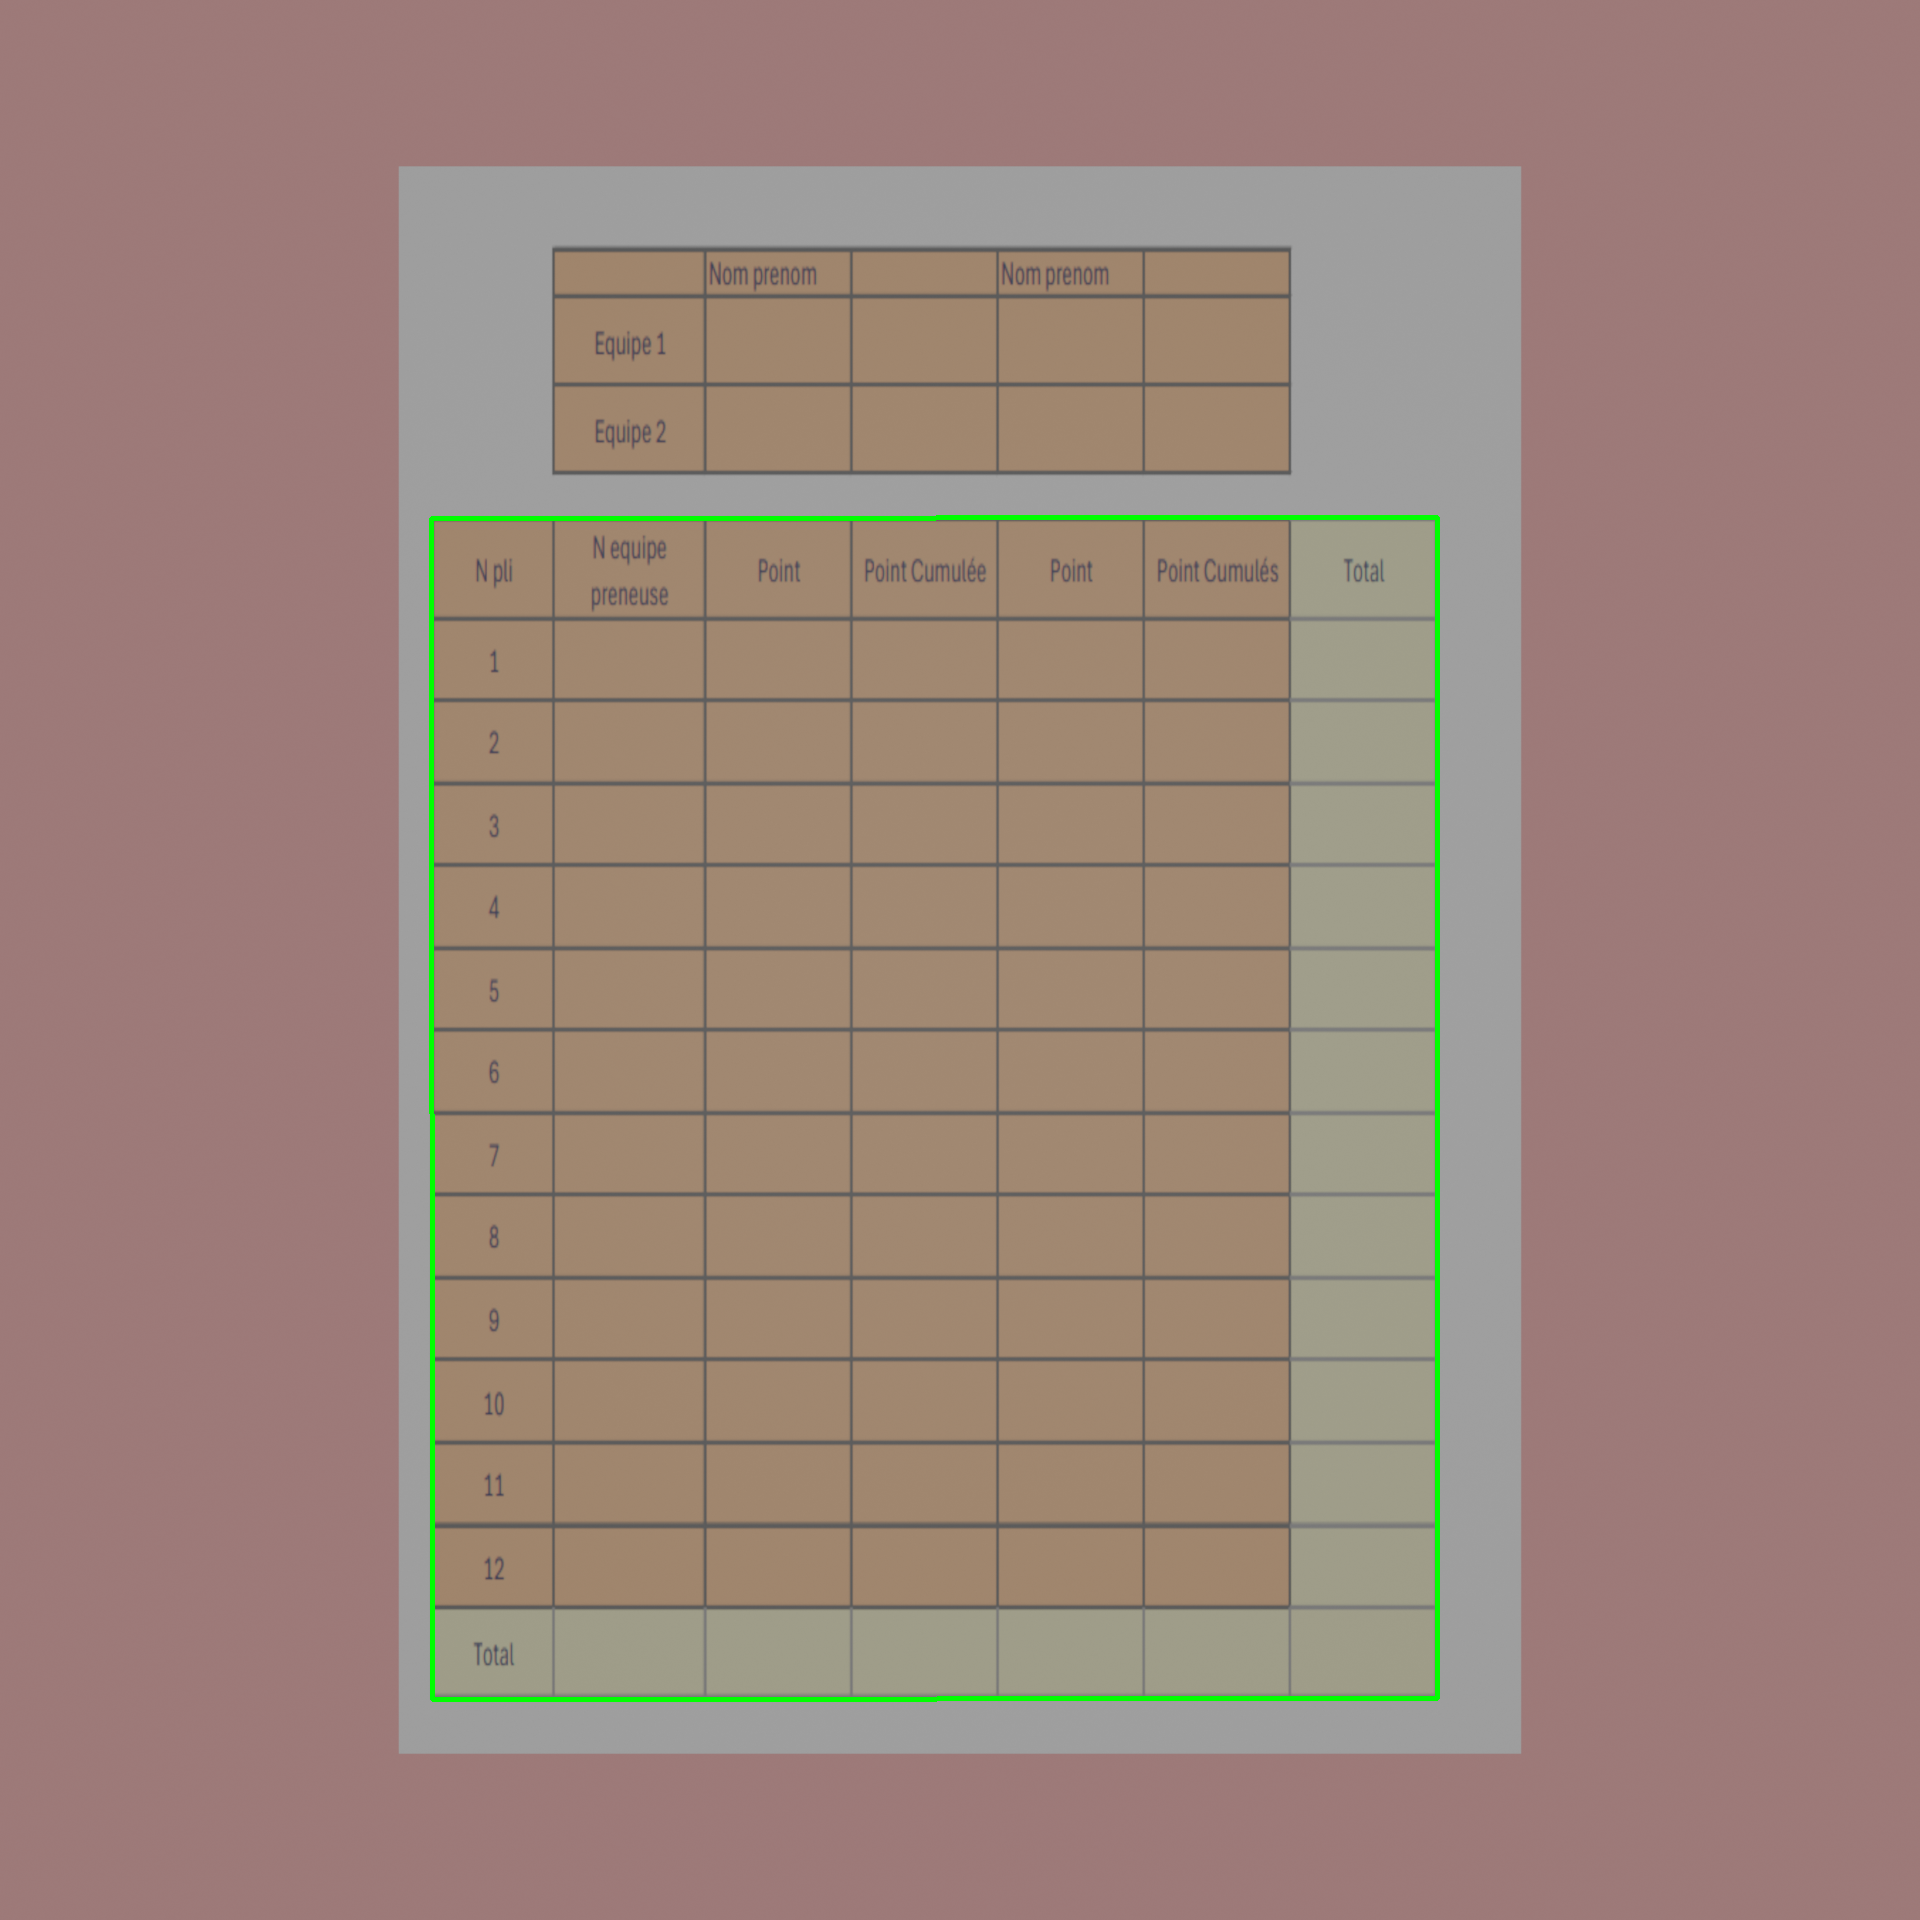 Nom prenom Nom prenom
Equipe 1
Equipe 2
N pli N equipe preneuse Point Point Cumulée Point Point Cumulés Total
1
2
3
4
5
6
7
8
9
10
11
12
Total